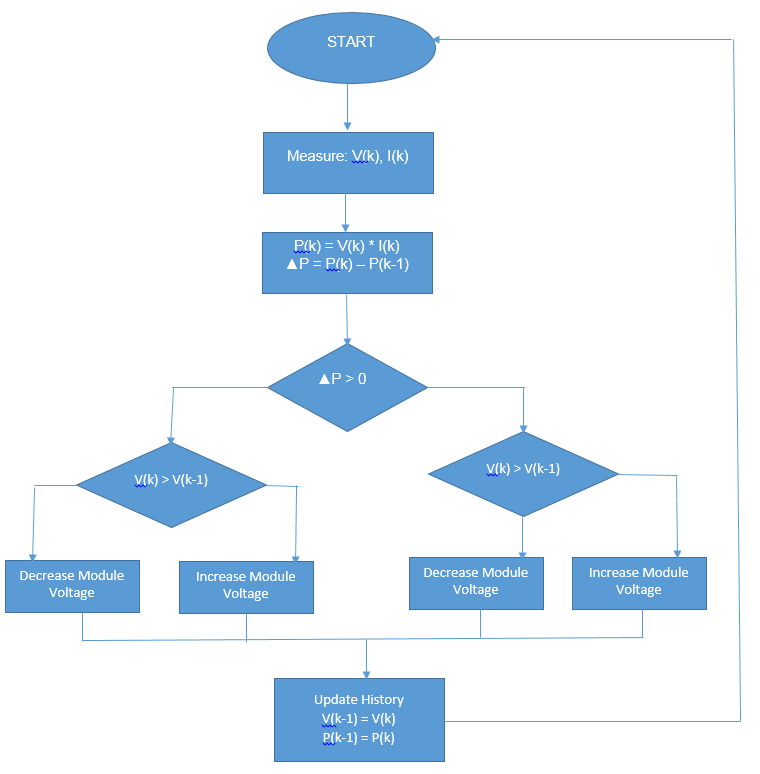 START
Measure: V(k), I(k)
P(k) = V(k) * I(k)
▲P = P(k) – P(k-1)
▲P > 0
V(k) > V(k-1)
V(k) > V(k-1)
Decrease Module
Voltage
Increase Module
Voltage
Decrease Module
Voltage
Increase Module
Voltage
Update History
V(k-1) = V(k)
P(k-1) = P(k)